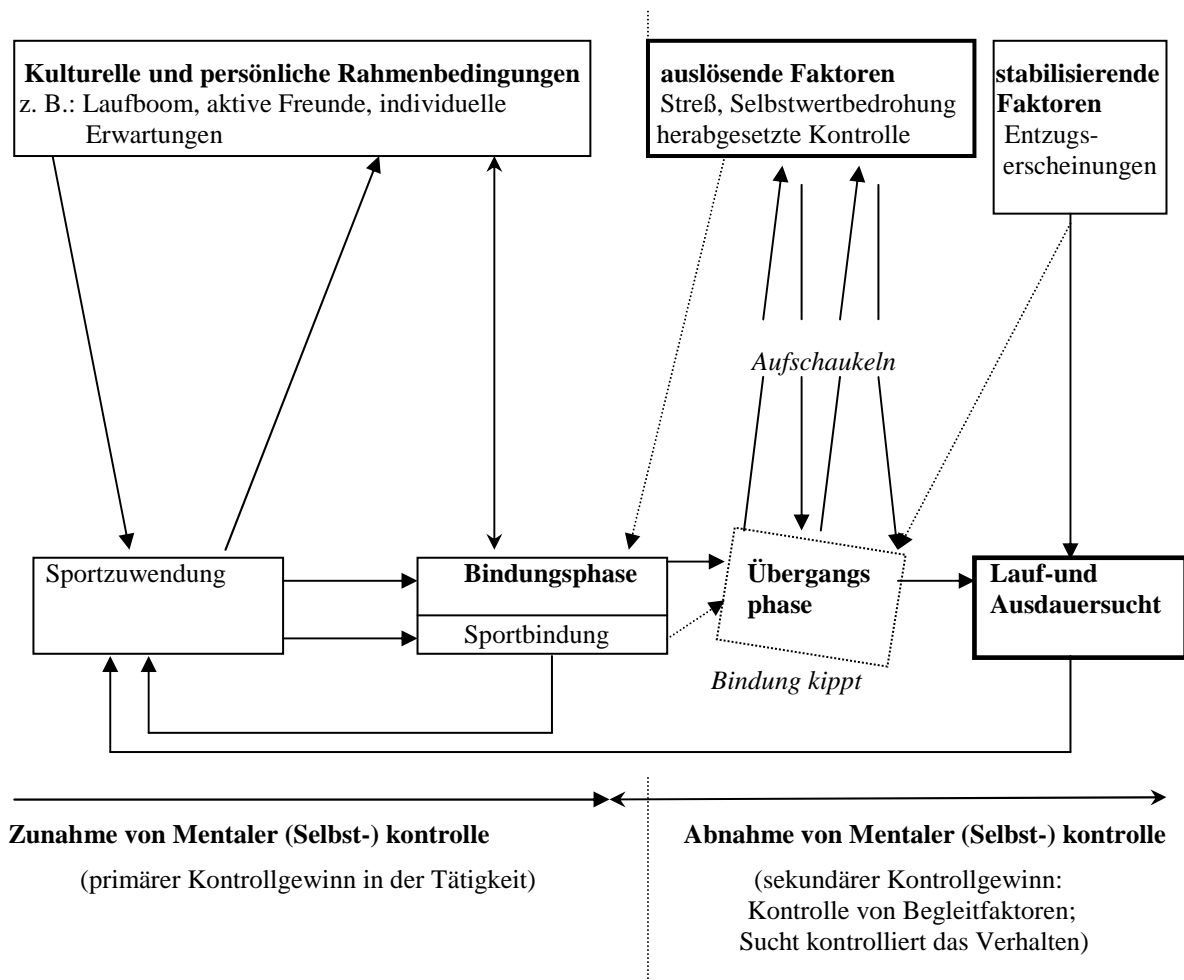 Kulturelle und persönliche Rahmenbedingungen
z. B.: Laufboom, aktive Freunde, individuelle
Erwartungen
auslösende Faktoren
Streß, Selbstwertbedrohung
herabgesetzte Kontrolle
stabilisierende
Faktoren
Entzugs-
erscheinungen
Aufschaukeln
Sportzuwendung
Bindungsphase
Sportbindung
Übergangs
phase
Bindung kippt
Lauf-und
Ausdauersucht
Zunahme von Mentaler (Selbst-) kontrolle
(primärer Kontrollgewinn in der Tätigkeit)
Abnahme von Mentaler (Selbst-) kontrolle
(sekundärer Kontrollgewinn:
Kontrolle von Begleitfaktoren;
Sucht kontrolliert das Verhalten)